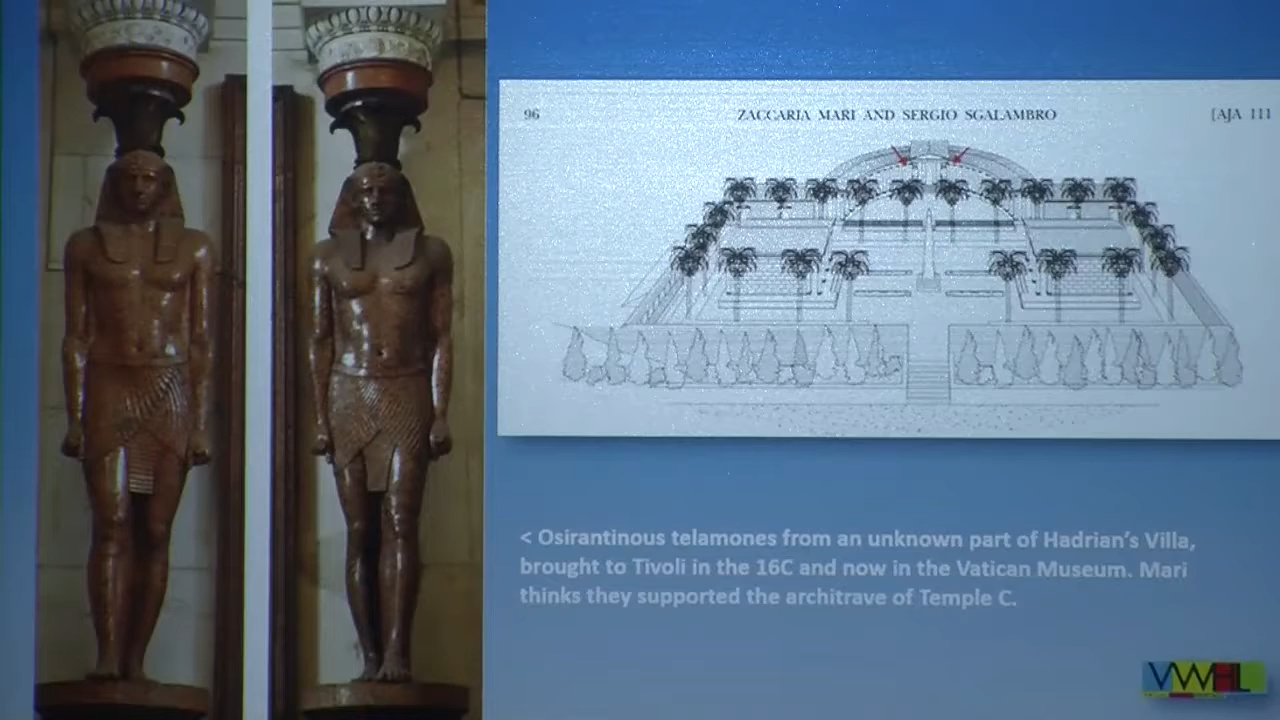 96
ZACCARIA MARI AND SERGIO SGALAMBRO
[AJA 111
< Osirantinous telamones from an unknown part of Hadrian's Villa,
brought to Tivoli in the 16C and now in the Vatican Museum. Mari
thinks they supported the architrave of Temple C.
VWHL